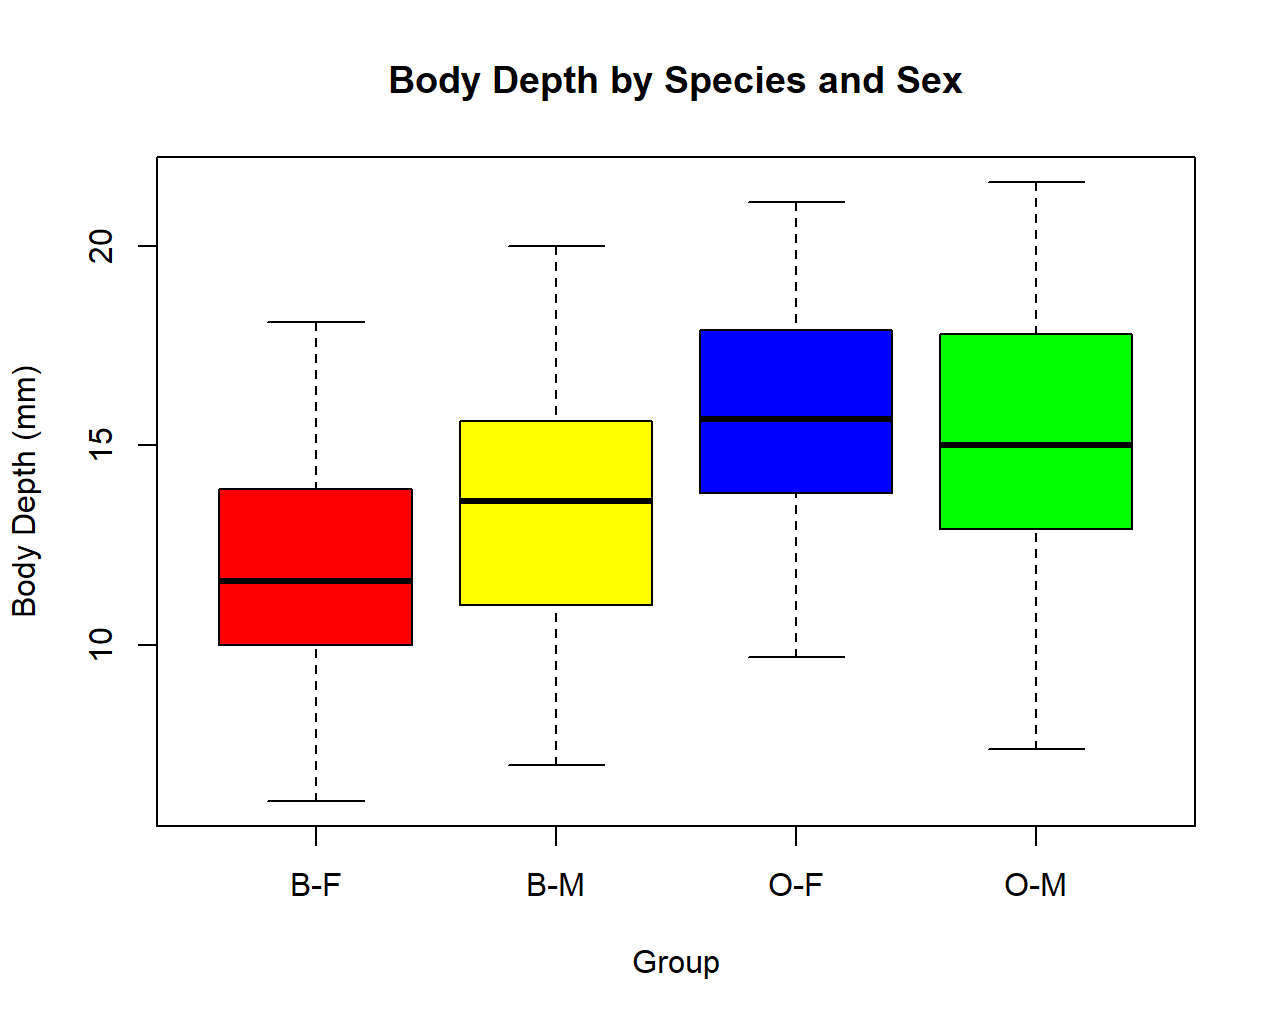 Body Depth by Species and Sex
Body Depth (mm)
20
15
10
B-F B-M O-F O-M
Group